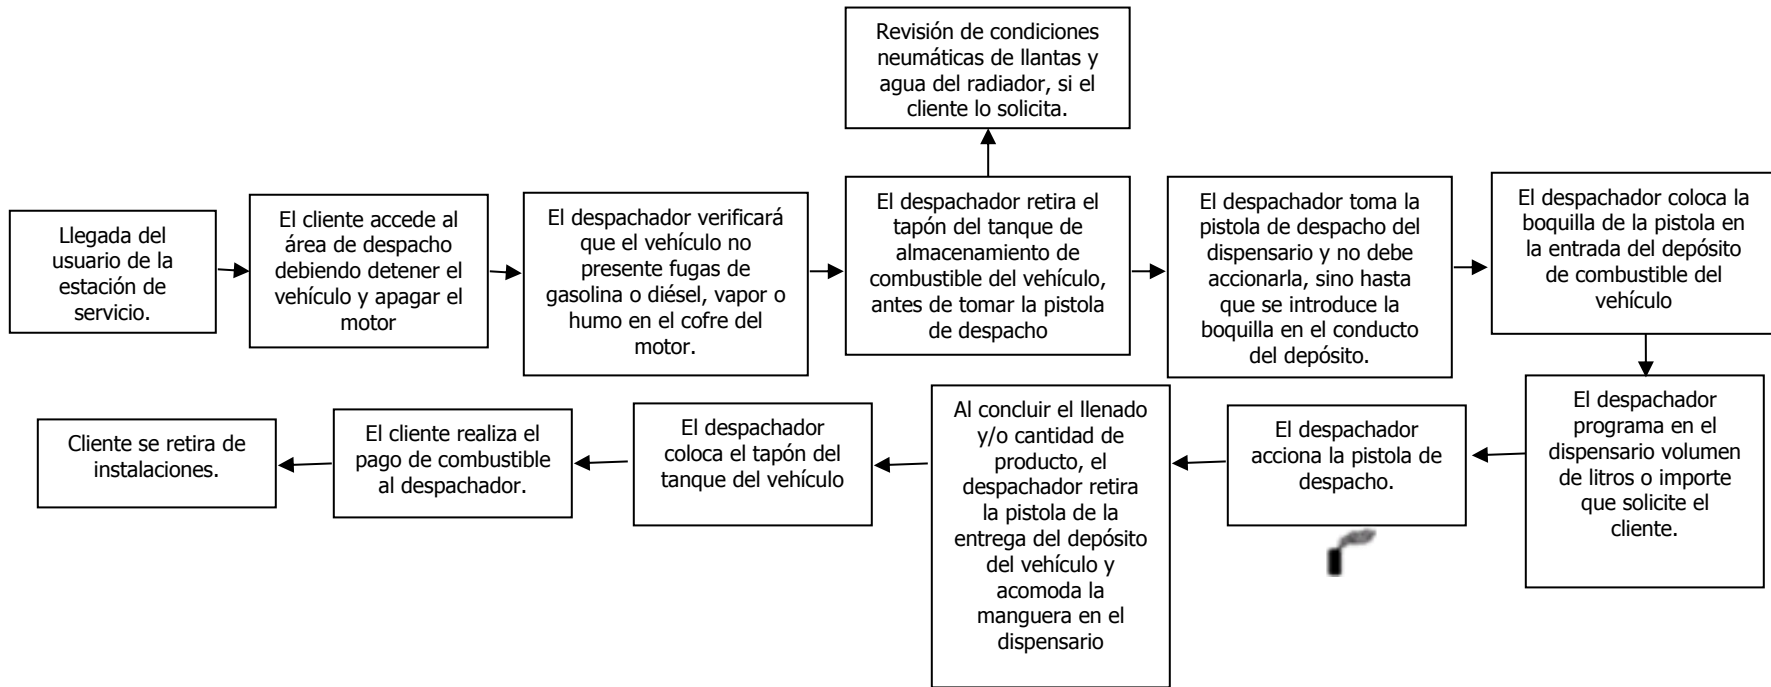 Revisión de condiciones
neumáticas de llantas y
agua del radiador, si el
cliente lo solicita.
Llegada del
usuario de la
estación de
servicio.
El cliente accede al
área de despacho
debiendo detener el
vehículo y apagar el
motor
El despachador verificará
que el vehículo no
presente fugas de
gasolina o diésel, vapor o
humo en el cofre del
motor.
El despachador retira el
tapón del tanque de
almacenamiento de
combustible del vehículo,
antes de tomar la pistola
de despacho
El despachador toma la
pistola de despacho del
dispensario y no debe
accionarla, sino hasta
que se introduce la
boquilla en el conducto
del depósito.
El despachador coloca la
boquilla de la pistola en
la entrada del depósito
de combustible del
vehículo
El despachador
programa en el
dispensario volumen
de litros o importe
que solicite el
cliente.
El despachador
acciona la pistola de
despacho.
Al concluir el llenado
y/o cantidad de
producto, el
despachador retira
la pistola de la
entrega del depósito
del vehículo y
acomoda la
manguera en el
dispensario
El despachador
coloca el tapón del
tanque del vehículo
El cliente realiza el
pago de combustible
al despachador.
Cliente se retira de
instalaciones.